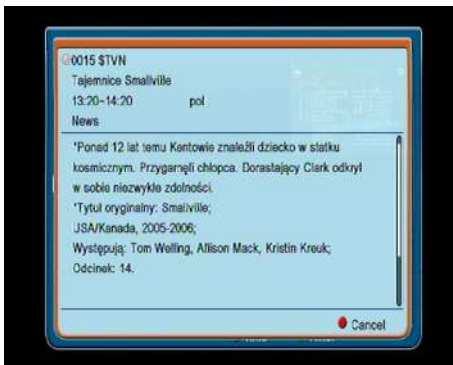 0015 $TVN
Tajemnice Smallville
13:20-14:20 pol
News
"Ponad 12 lat temu Kentowie znaleźli dziecko w statku
kosmicznym. Przygarnęli chłopca. Dorastający Clark odkrył
w sobie niezwykłe zdolności.
"Tytuł oryginalny: Smallville;
USA/Kanada, 2005-2006;
Występują: Tom Welling, Allison Mack, Kristin Kreuk;
Odcinek: 14.
Cancel